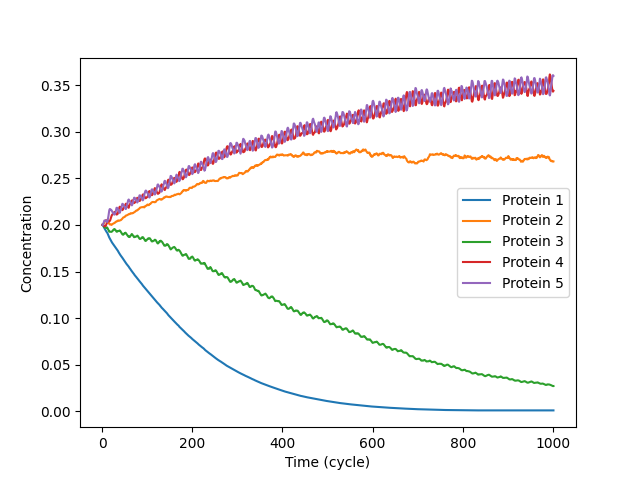 0.35
0.30
0.25
0.20
0.15
0.10
0.05
0.00
Concentration
0
200
400
600
800
1000
Time (cycle)
Protein 1
Protein 2
Protein 3
Protein 4
Protein 5